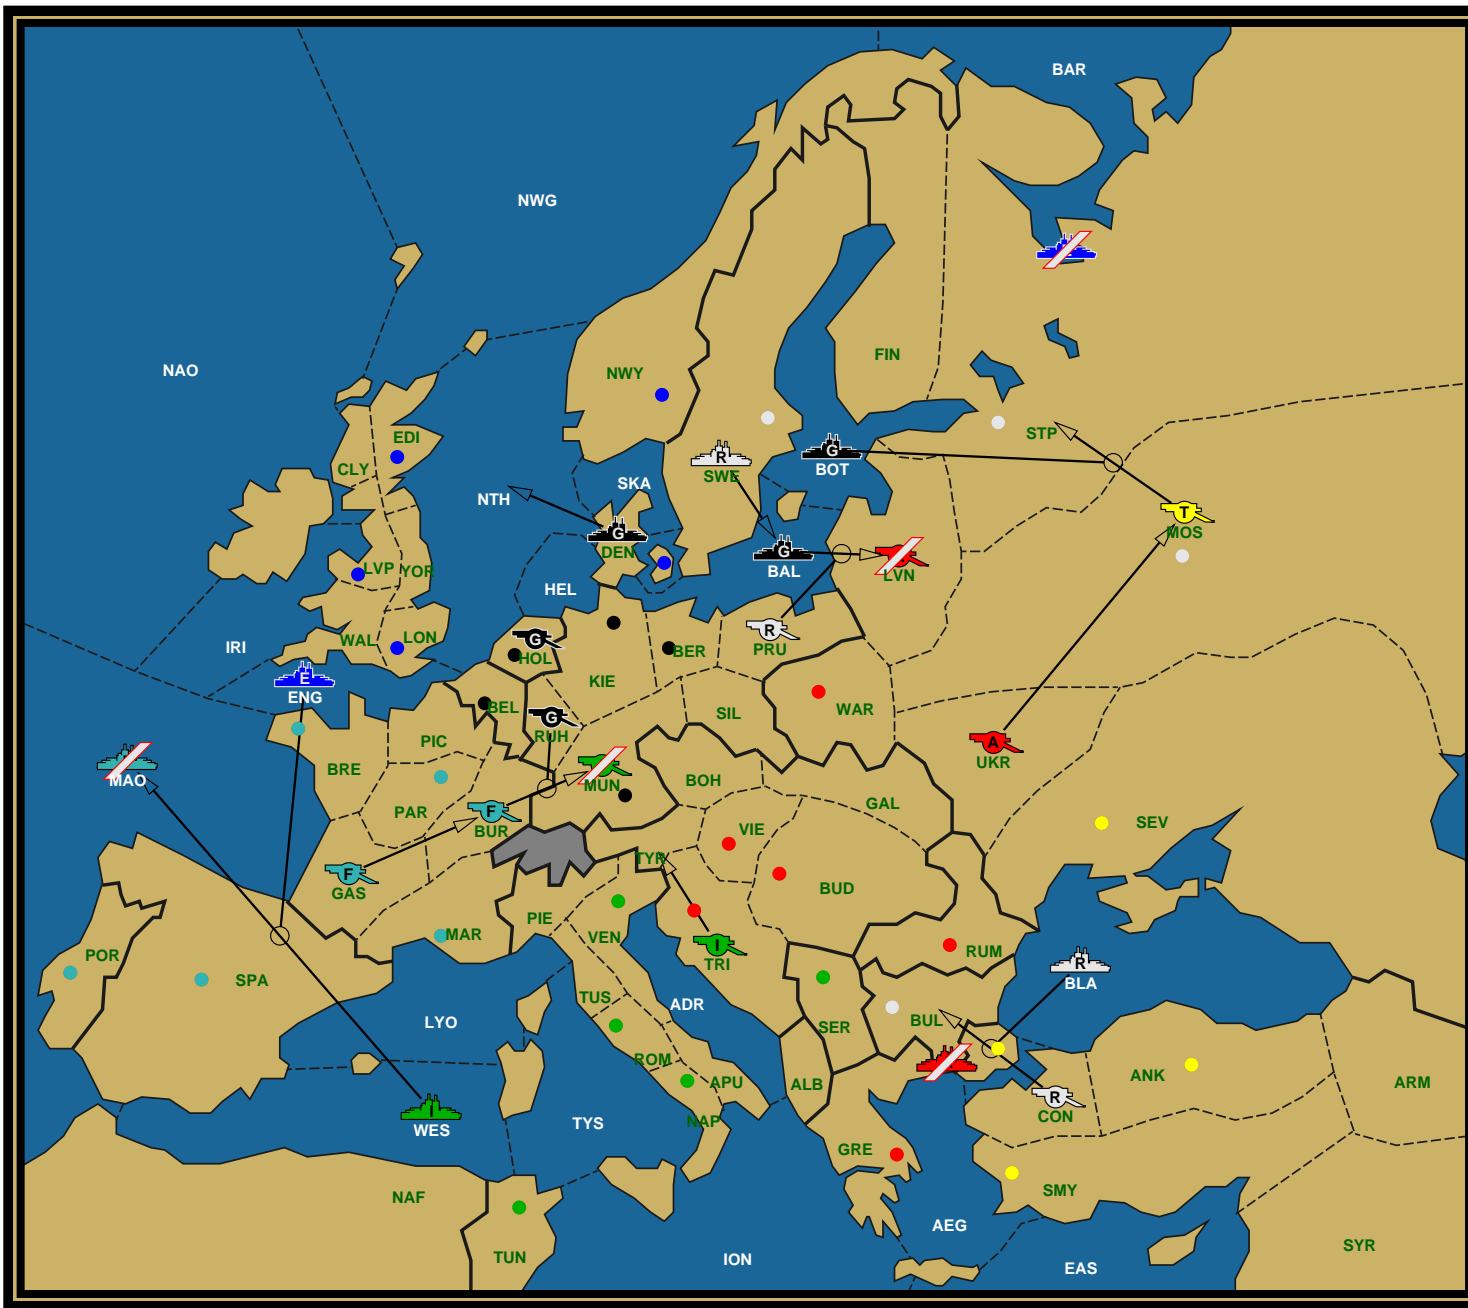 BAR
NWG
NAO
FIN
NWY
EDI
STP
CLY
R
G
SWE
BOT
SKA
NTH
T
MOS
G
DEN
G
BAL
LVN
LVP
YOR
HEL
R
PRU
G
HOL
BER
IRI
WAL
LON
E
ENG
KIE
BEL
SIL
WAR
G
RUH
PIC
A
UKR
BRE
MUN
BOH
MAO
GAL
PAR
F
BUR
VIE
SEV
TYR
F
GAS
BUD
PIE
VEN
MAR
I
TRI
RUM
POR
SPA
R
BLA
TUS
ADR
LYO
BUL
SER
ROM
ANK
APU
ALB
ARM
R
CON
I
WES
TYS
NAP
GRE
NAF
SMY
AEG
TUN
ION
SYR
EAS